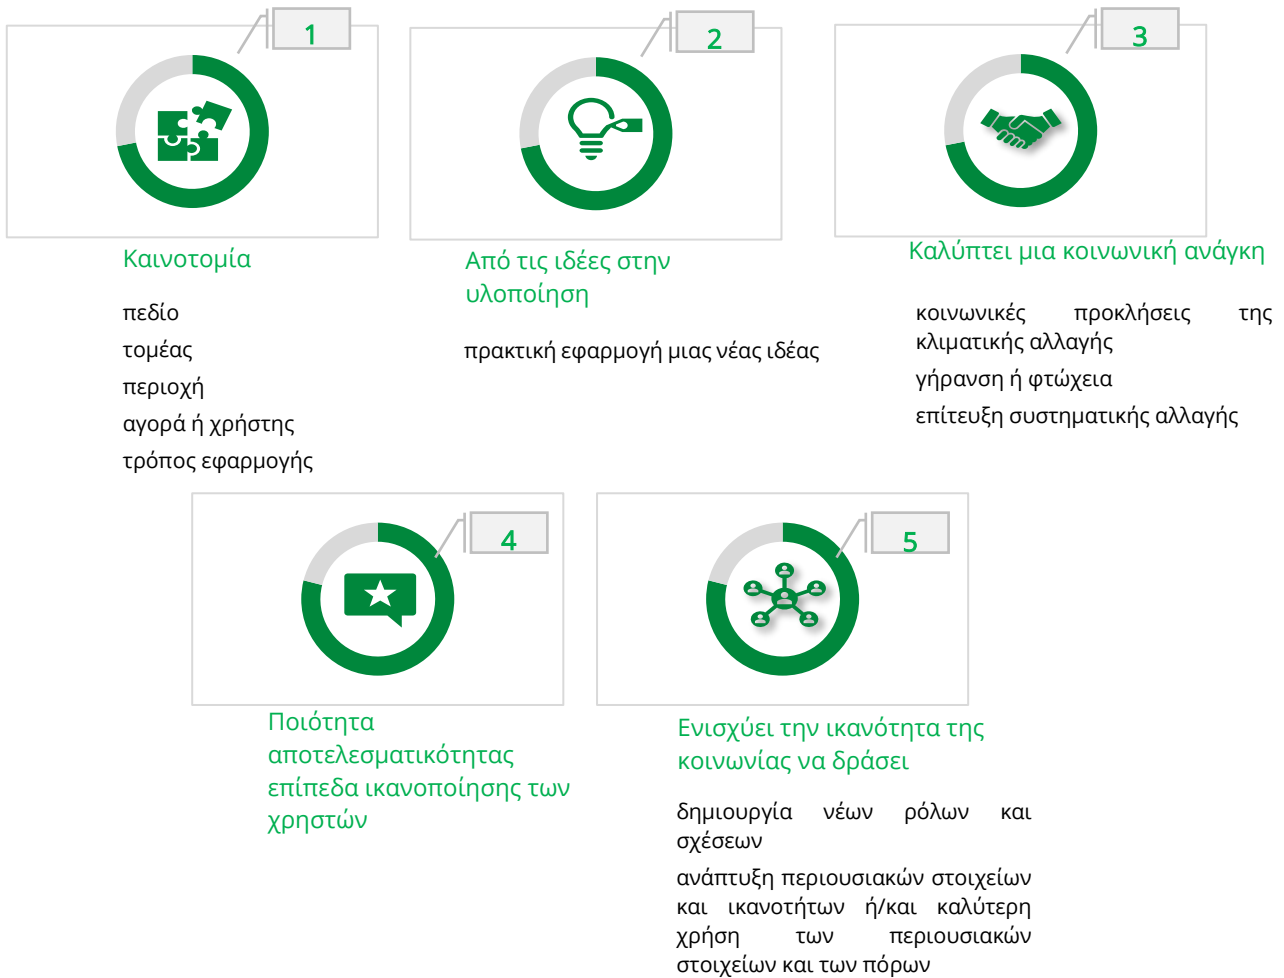 1
Καινοτομία
πεδίο
τομέας
περιοχή
αγορά ή χρήστης
τρόπος εφαρμογής
2
Από τις ιδέες στην
υλοποίηση
πρακτική εφαρμογή μιας νέας ιδέας
3
Καλύπτει μια κοινωνική ανάγκη
κοινωνικές προκλήσεις της
κλιματικής αλλαγής
γήρανση ή φτώχεια
επίτευξη συστηματικής αλλαγής
4
Ποιότητα
αποτελεσματικότητας
επίπεδα ικανοποίησης των
χρηστών
5
Ενισχύει την ικανότητα της
κοινωνίας να δράσει
δημιουργία νέων ρόλων και
σχέσεων
ανάπτυξη περιουσιακών στοιχείων
και ικανοτήτων ή/και καλύτερη
χρήση των περιουσιακών
στοιχείων και των πόρων